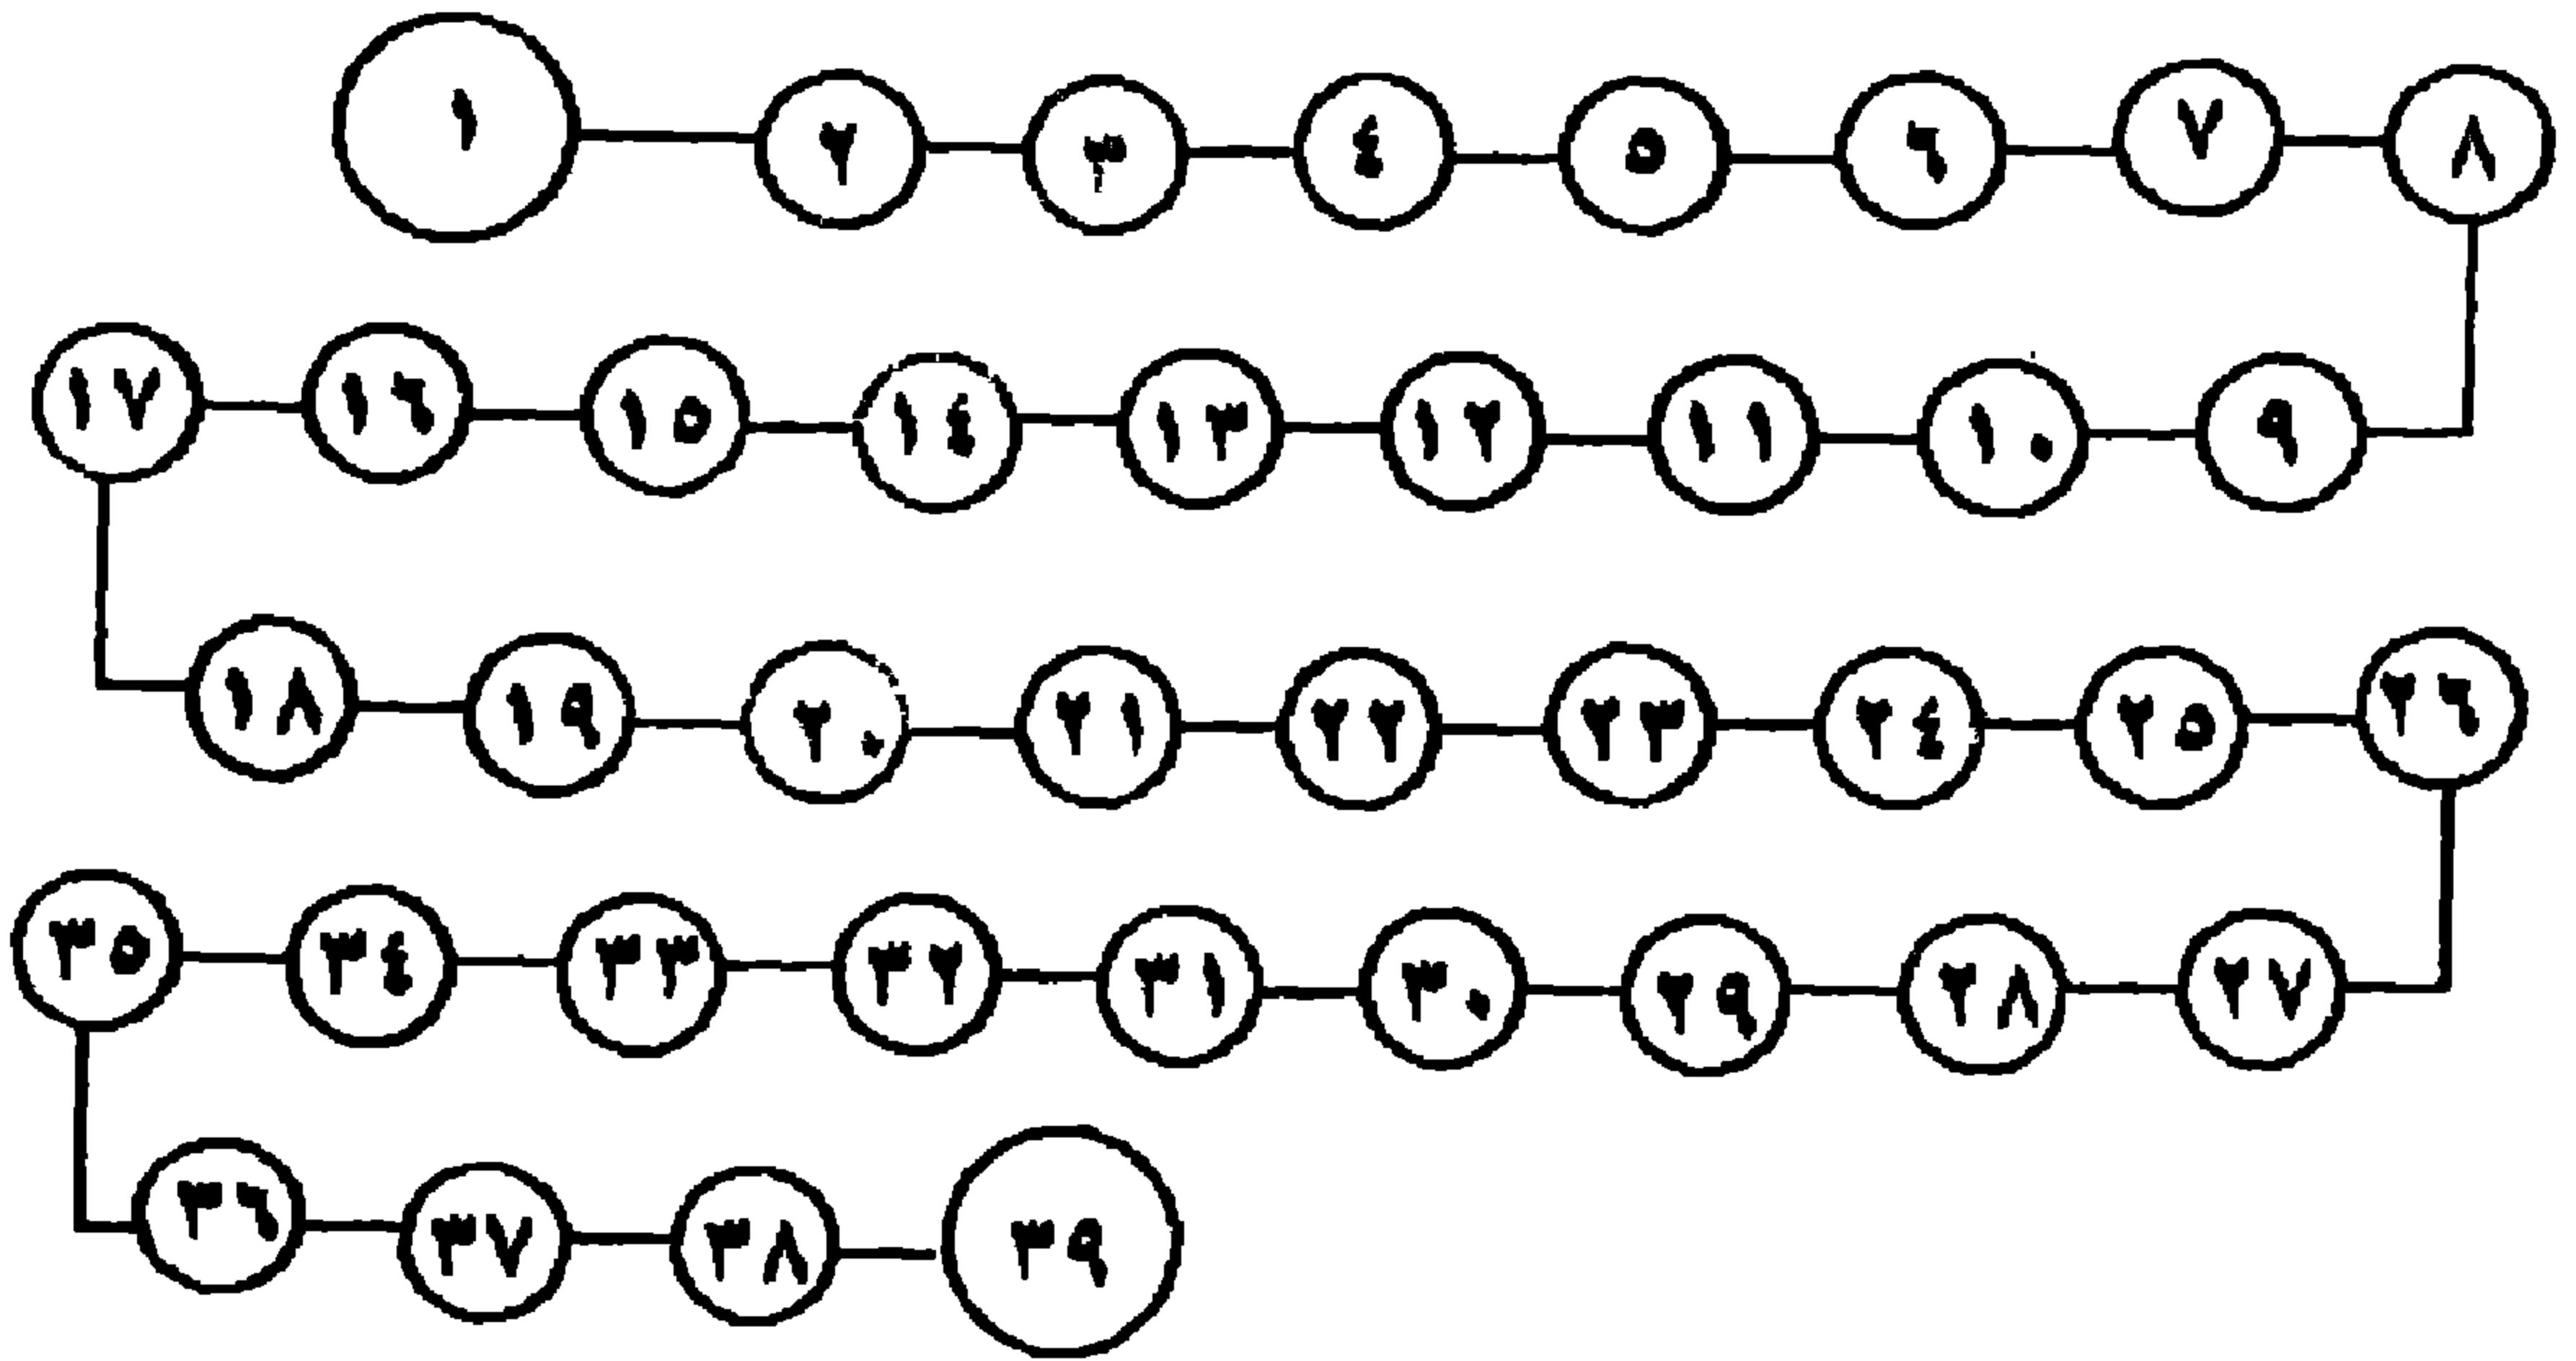 ١ ٢ ٣ ٤ ٥ ٦ ٧ ٨
١٧ ١٦ ١٥ ١٤ ١٣ ١٢ ١١ ١٠ ٩
١٨ ١٩ ٢٠ ٢١ ٢٢ ٢٣ ٢٤ ٢٥ ٢٦
٣٥ ٣٤ ٣٣ ٣٢ ٣١ ٣٠ ٢٩ ٢٨ ٢٧
٣٦ ٣٧ ٣٨ ٣٩